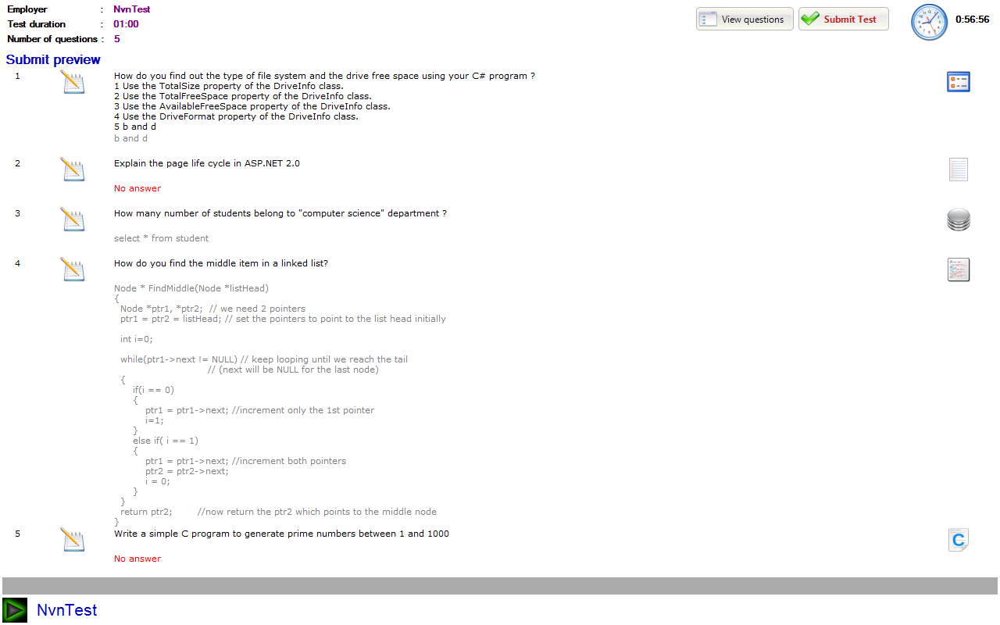 Employer : NvnTest
View questions
Submit Test
0:56:56
Test duration : 01:00
Number of questions : 5
Submit preview
1 How do you find out the type of file system and the drive free space using your C# program ?
1 Use the TotalSize property of the DriveInfo class.
2 Use the TotalFreeSpace property of the DriveInfo class.
3 Use the AvailableFreeSpace property of the DriveInfo class.
4 Use the DriveFormat property of the DriveInfo class.
5 b and d
b and d
2 Explain the page life cycle in ASP.NET 2.0
No answer
3 How many number of students belong to "computer science" department ?
select * from student
4 How do you find the middle item in a linked list?
Node * FindMiddle(Node *listHead)
{
Node *ptr1, *ptr2;  // we need 2 pointers
ptr1 = ptr2 = listHead; // set the pointers to point to the list head initially
int i=0;
while(ptr1->next != NULL) // keep looping until we reach the tail
// (next will be NULL for the last node)
{
if(i == 0)
{
ptr1 = ptr1->next; //increment only the 1st pointer
i=1;
}
else if( i == 1)
{
ptr1 = ptr1->next; //increment both pointers
ptr2 = ptr2->next;
i = 0;
}
}
return ptr2;        //now return the ptr2 which points to the middle node
}
5 Write a simple C program to generate prime numbers between 1 and 1000
C
No answer
NvnTest